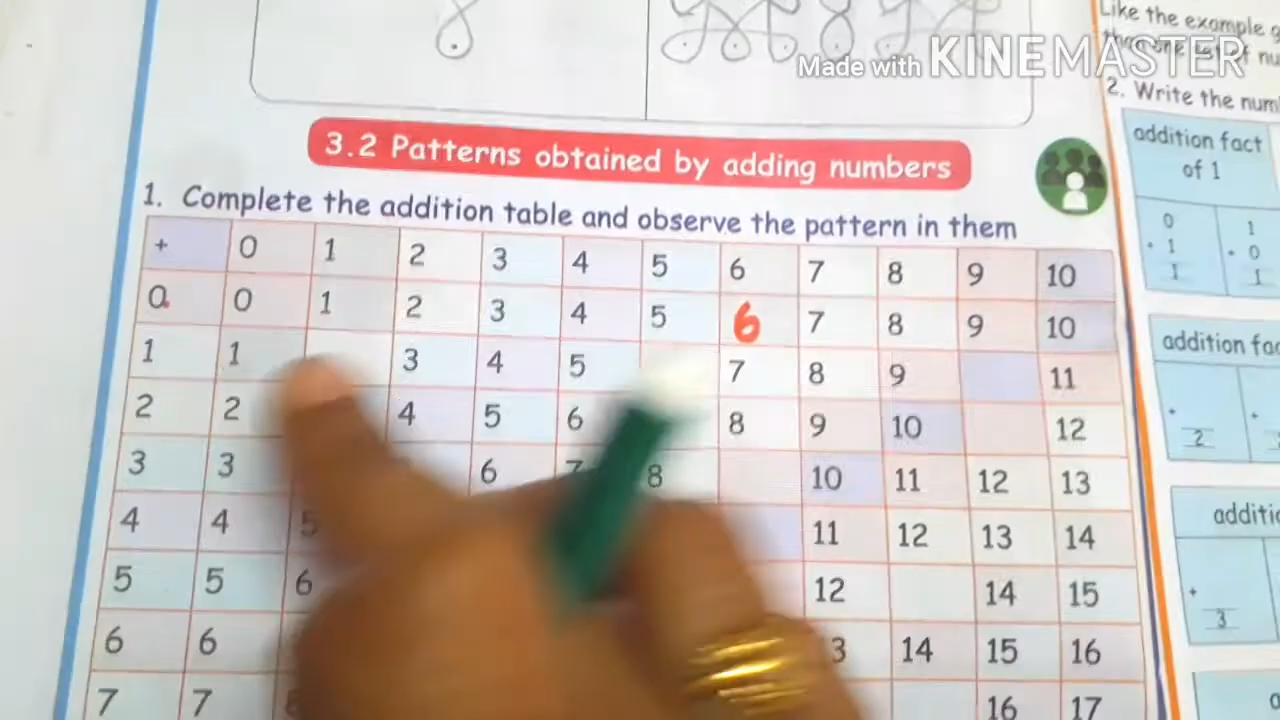 Like the example g
Made with KINEMASTER
3.2 Patterns obtained by adding numbers
1. Complete the addition table and observe the pattern in them
+ 0 1 2 3 4 5 6 7 8 9 10
0 0 1 2 3 4 5 6 7 8 9 10
1 1 3 4 5 7 8 9 11
2 2 4 5 6 8 9 10 12
3 3 6 7 8 10 11 12 13
4 4 5 11 12 13 14
5 5 6 12 14 15
6 6 3 14 15 16
7 7 16 17
2. Write the num
addition fact
of 1
0 1
+ 1 + 0
1 1
addition fac
+ +
2
additio
+
3